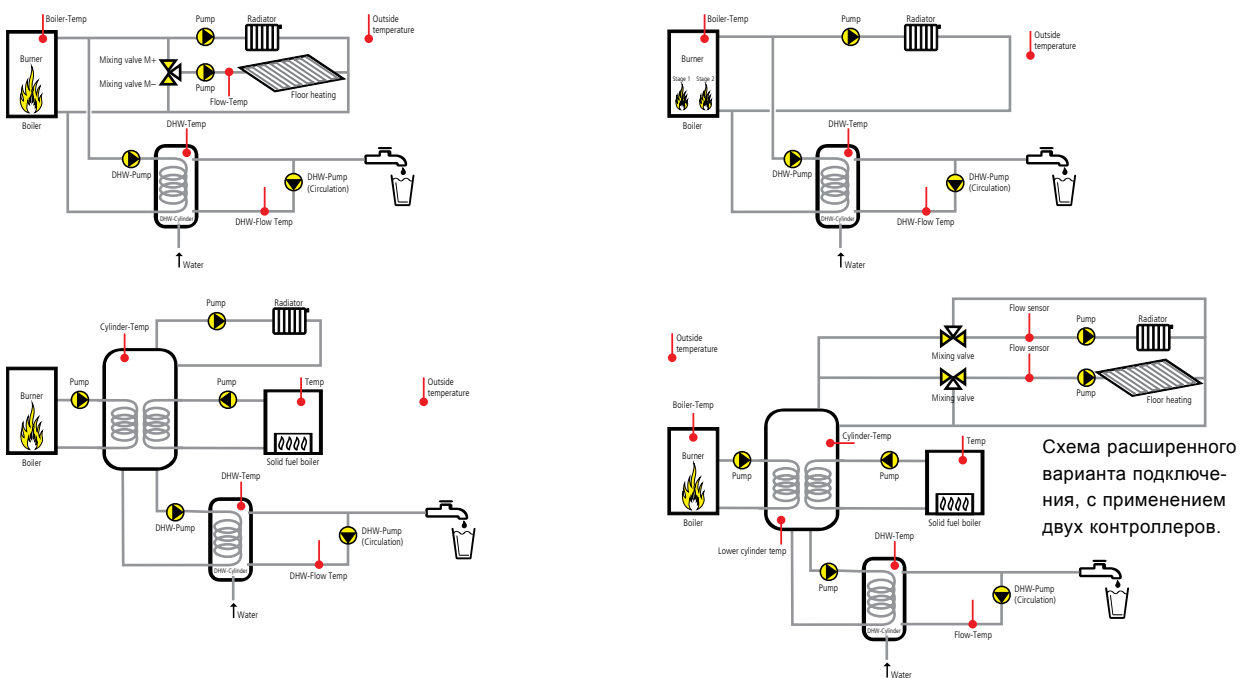 Boiler-Temp
Pump
Radiator
Outside
temperature
Burner
Mixing valve M+
Mixing valve M–
Pump
Flow-Temp
Floor heating
Boiler
DHW-Temp
DHW-Pump
DHW-Pump
(Circulation)
DHW-Cylinder
DHW-Flow Temp
Water
Boiler-Temp
Pump
Radiator
Outside
temperature
Burner
Stage 1 Stage 2
Boiler
DHW-Temp
DHW-Pump
DHW-Pump
(Circulation)
DHW-Cylinder
DHW-Flow Temp
Water
Pump
Radiator
Cylinder-Temp
Burner
Pump
Pump
Temp
Outside
temperature
Boiler
Solid fuel boiler
DHW-Temp
DHW-Pump
DHW-Pump
(Circulation)
DHW-Cylinder
DHW-Flow Temp
Water
Flow sensor
Pump
Radiator
Outside
temperature
Mixing valve
Flow sensor
Mixing valve
Pump
Floor heating
Boiler-Temp
Burner
Cylinder-Temp
Temp
Pump
Pump
Boiler
Solid fuel boiler
Lower cylinder temp
DHW-Temp
Pump
DHW-Pump
(Circulation)
DHW-Cylinder
Flow-Temp
Water
Схема расширенного
варианта подключе-
ния, с применением
двух контроллеров.